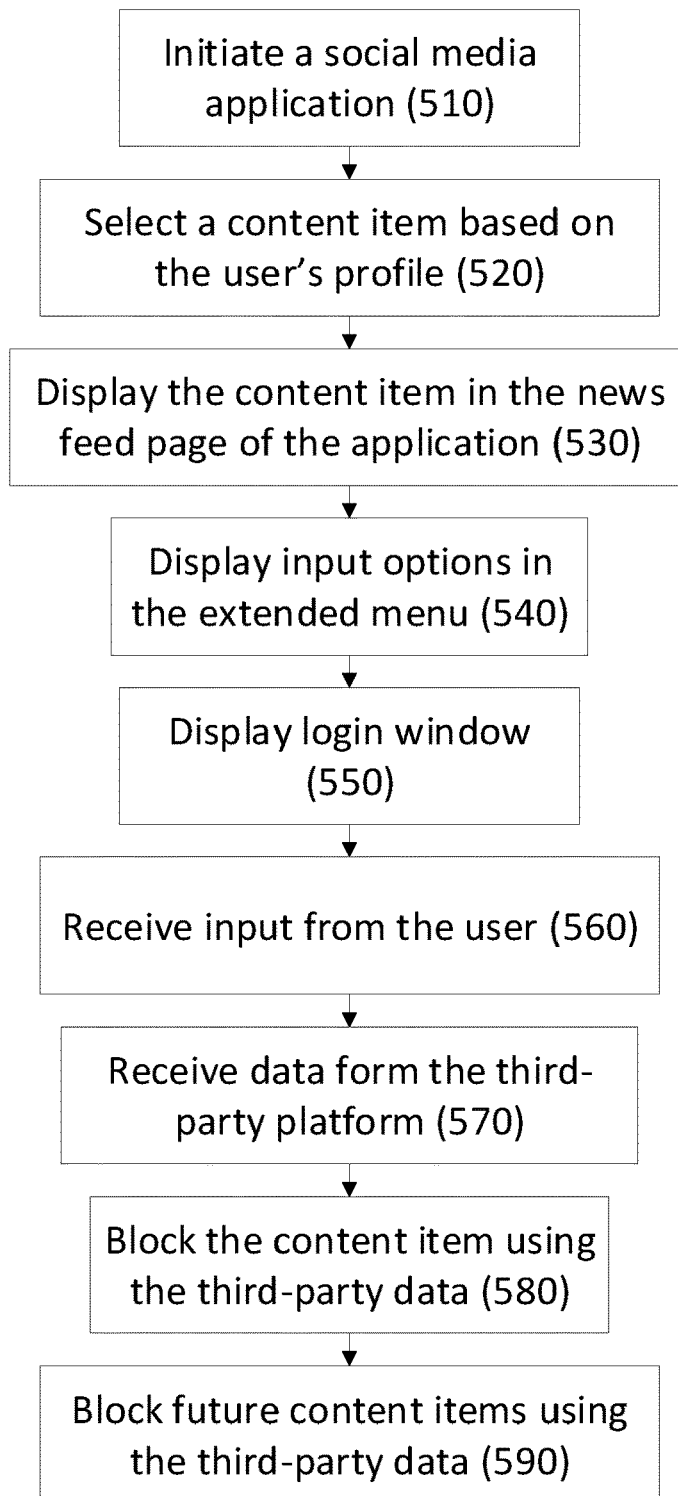 Initiate a social media
application (510)
Select a content item based on
the user’s profile (520)
Display the content item in the news
feed page of the application (530)
Display input options in
the extended menu (540)
Display login window
(550)
Receive input from the user (560)
Receive data form the third-
party platform (570)
Block the content item using
the third-party data (580)
Block future content items using
the third-party data (590)